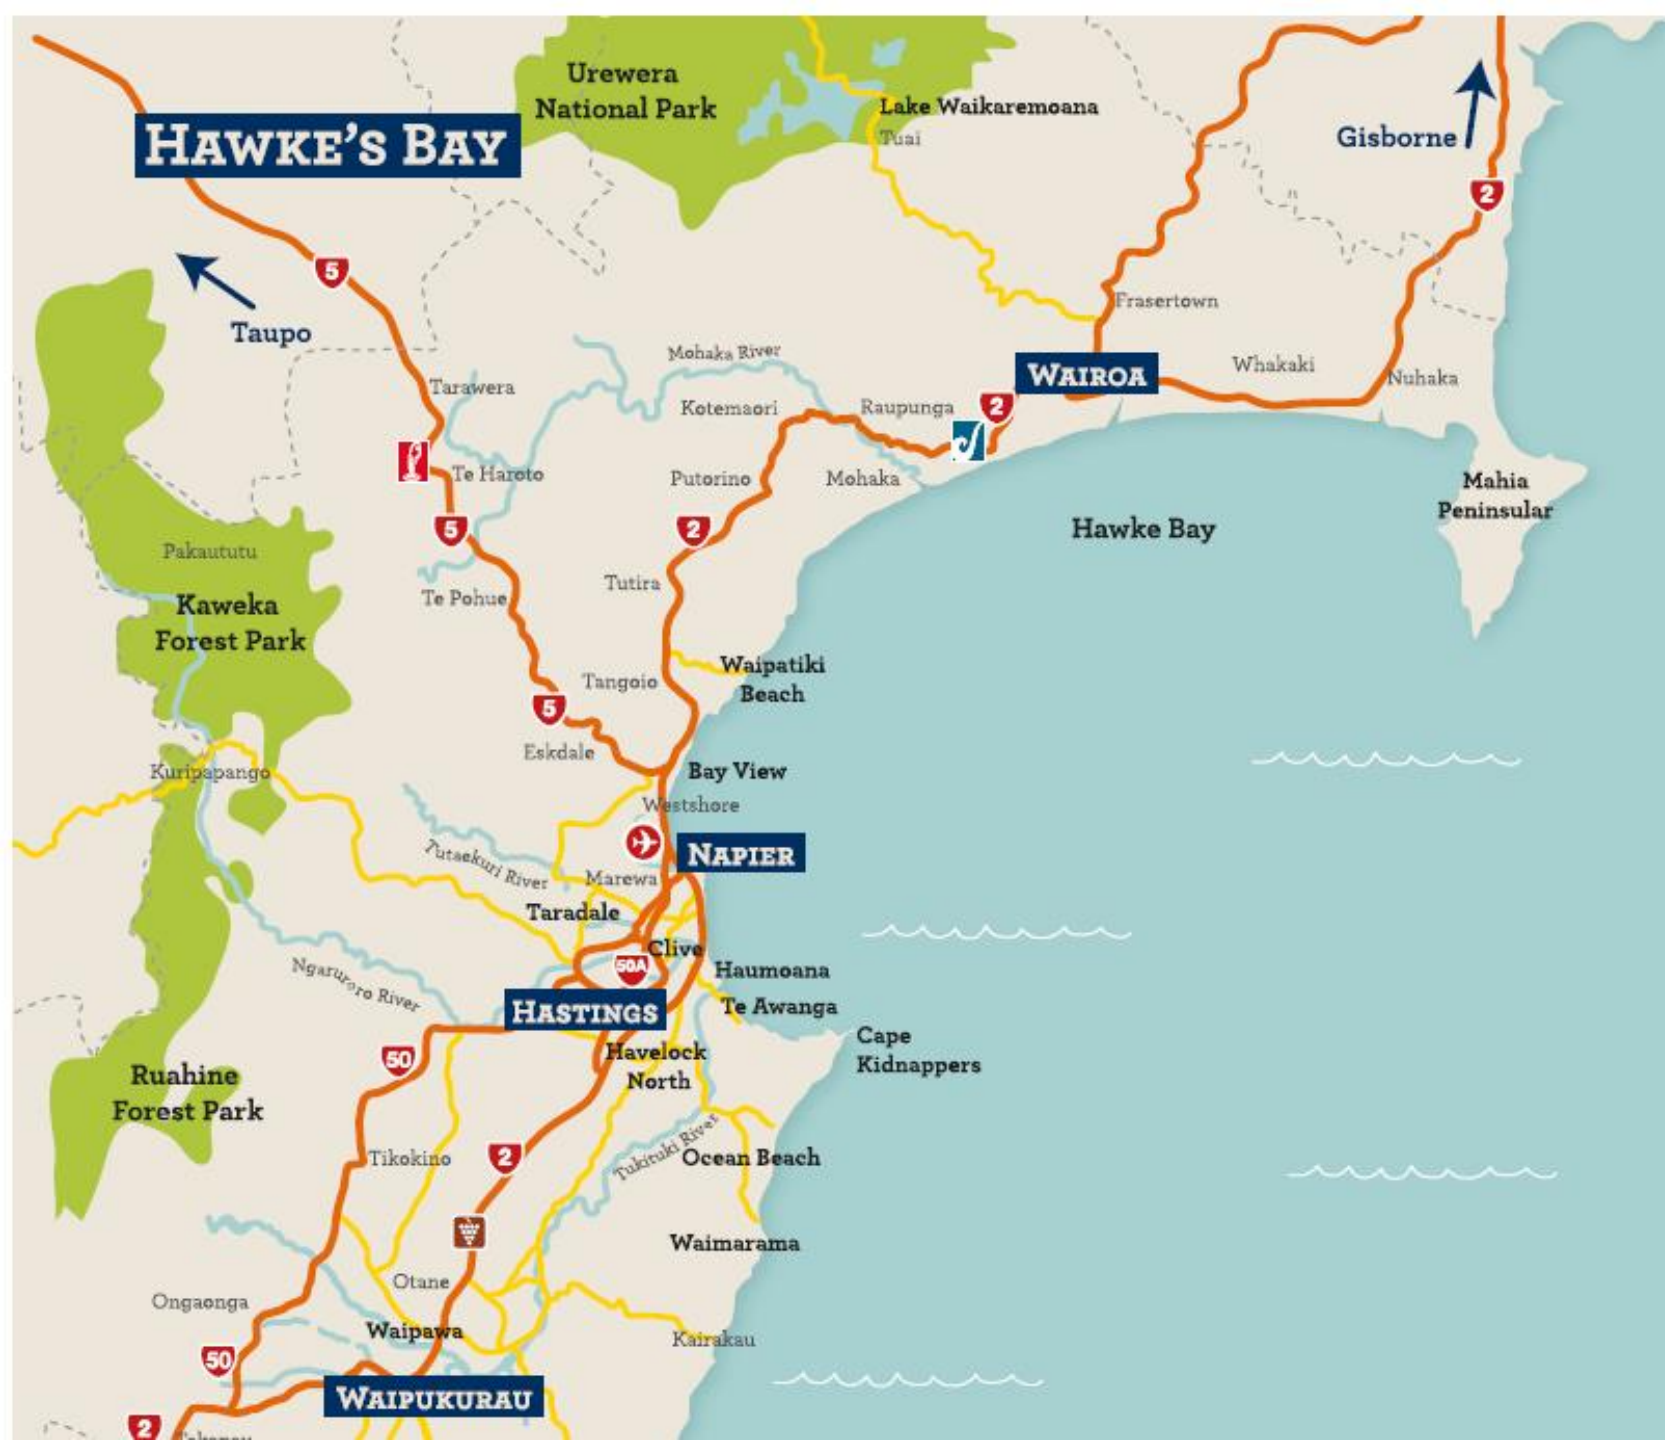 Urewera
National Park
Lake Waikaremoana
Tuai
HAWKE'S BAY
Gisborne
2
5
Taupo
Frasertown
Mohaka River
Tarawera
WAIROA
Whakaki
Nuhaka
Kotemaori
Raupunga
2
Te Haroto
Putorino
Mohaka
Mahia
Peninsular
5
2
Hawke Bay
Pakaututu
Tutira
Te Pohue
Kaweka
Forest Park
Waipatiki
Beach
Tangoio
5
Eskdale
Kuripapango
Bay View
Westshore
NAPIER
Tutaekuri River
Marewa
Taradale
Clive
50A
Haumoana
Ngaruroro River
HASTINGS
Te Awanga
Cape
Kidnappers
50
Havelock
North
Ruahine
Forest Park
Tikokino
2
Tukituki River
Ocean Beach
Waimarama
Otane
Ongaonga
Waipawa
Kairakau
50
WAIPUKURAU
2